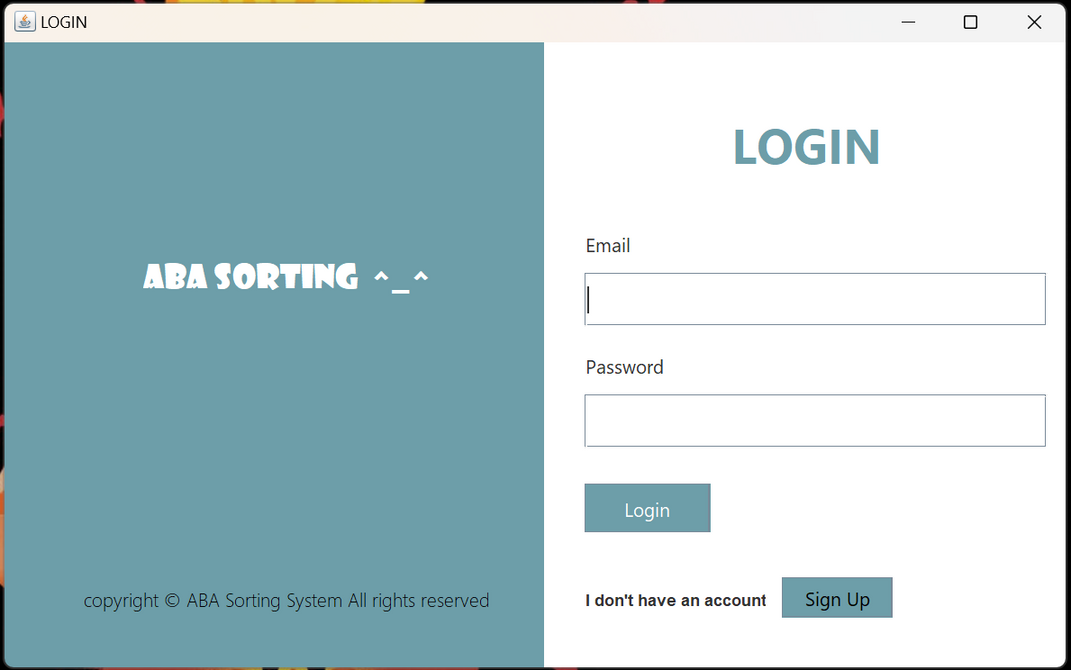 LOGIN
ABA SORTING ^_^
copyright © ABA Sorting System All rights reserved
LOGIN
Email
Password
Login
I don't have an account
Sign Up